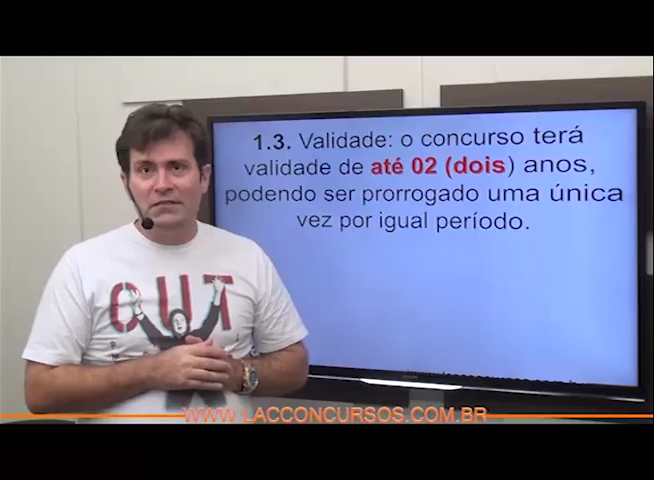 1.3. Validade: o concurso terá
validade de até 02 (dois) anos,
podendo ser prorrogado uma única
vez por igual período.
OUT
WWW.LACCONCURSOS.COM.BR